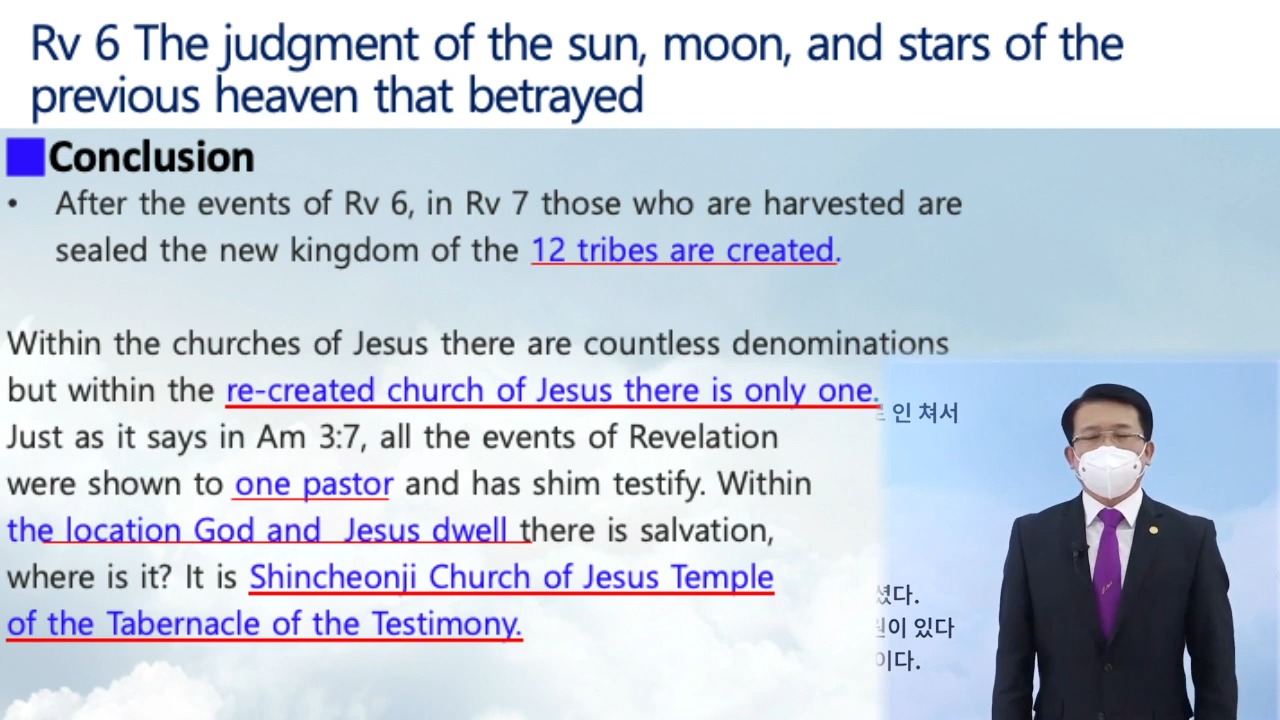 Rv 6 The judgment of the sun, moon, and stars of the
previous heaven that betrayed
Conclusion
• After the events of Rv 6, in Rv 7 those who are harvested are
sealed the new kingdom of the 12 tribes are created.
Within the churches of Jesus there are countless denominations
but within the re-created church of Jesus there is only one.
Just as it says in Am 3:7, all the events of Revelation
were shown to one pastor and has shim testify. Within
the location God and Jesus dwell there is salvation,
where is it? It is Shincheonji Church of Jesus Temple
of the Tabernacle of the Testimony.
인 쳐서
셨다.
원이 있다
이다.